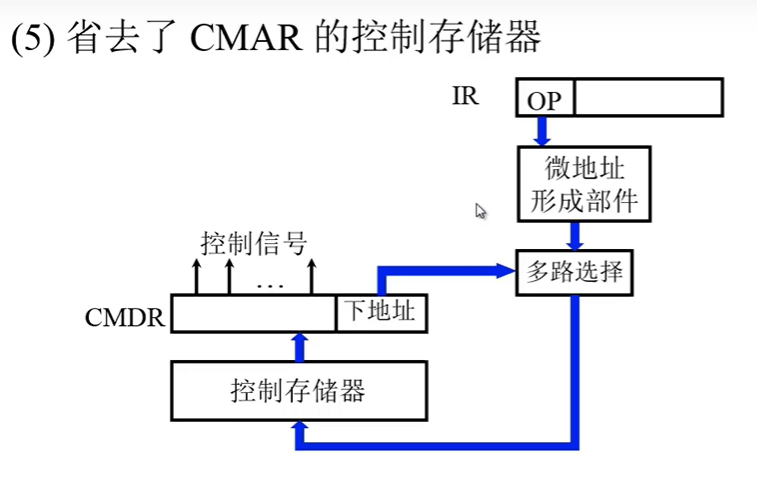 (5) 省去了 CMAR 的控制存储器
IR
OP
微地址
形成部件
控制信号
…
多路选择
CMDR
下地址
控制存储器